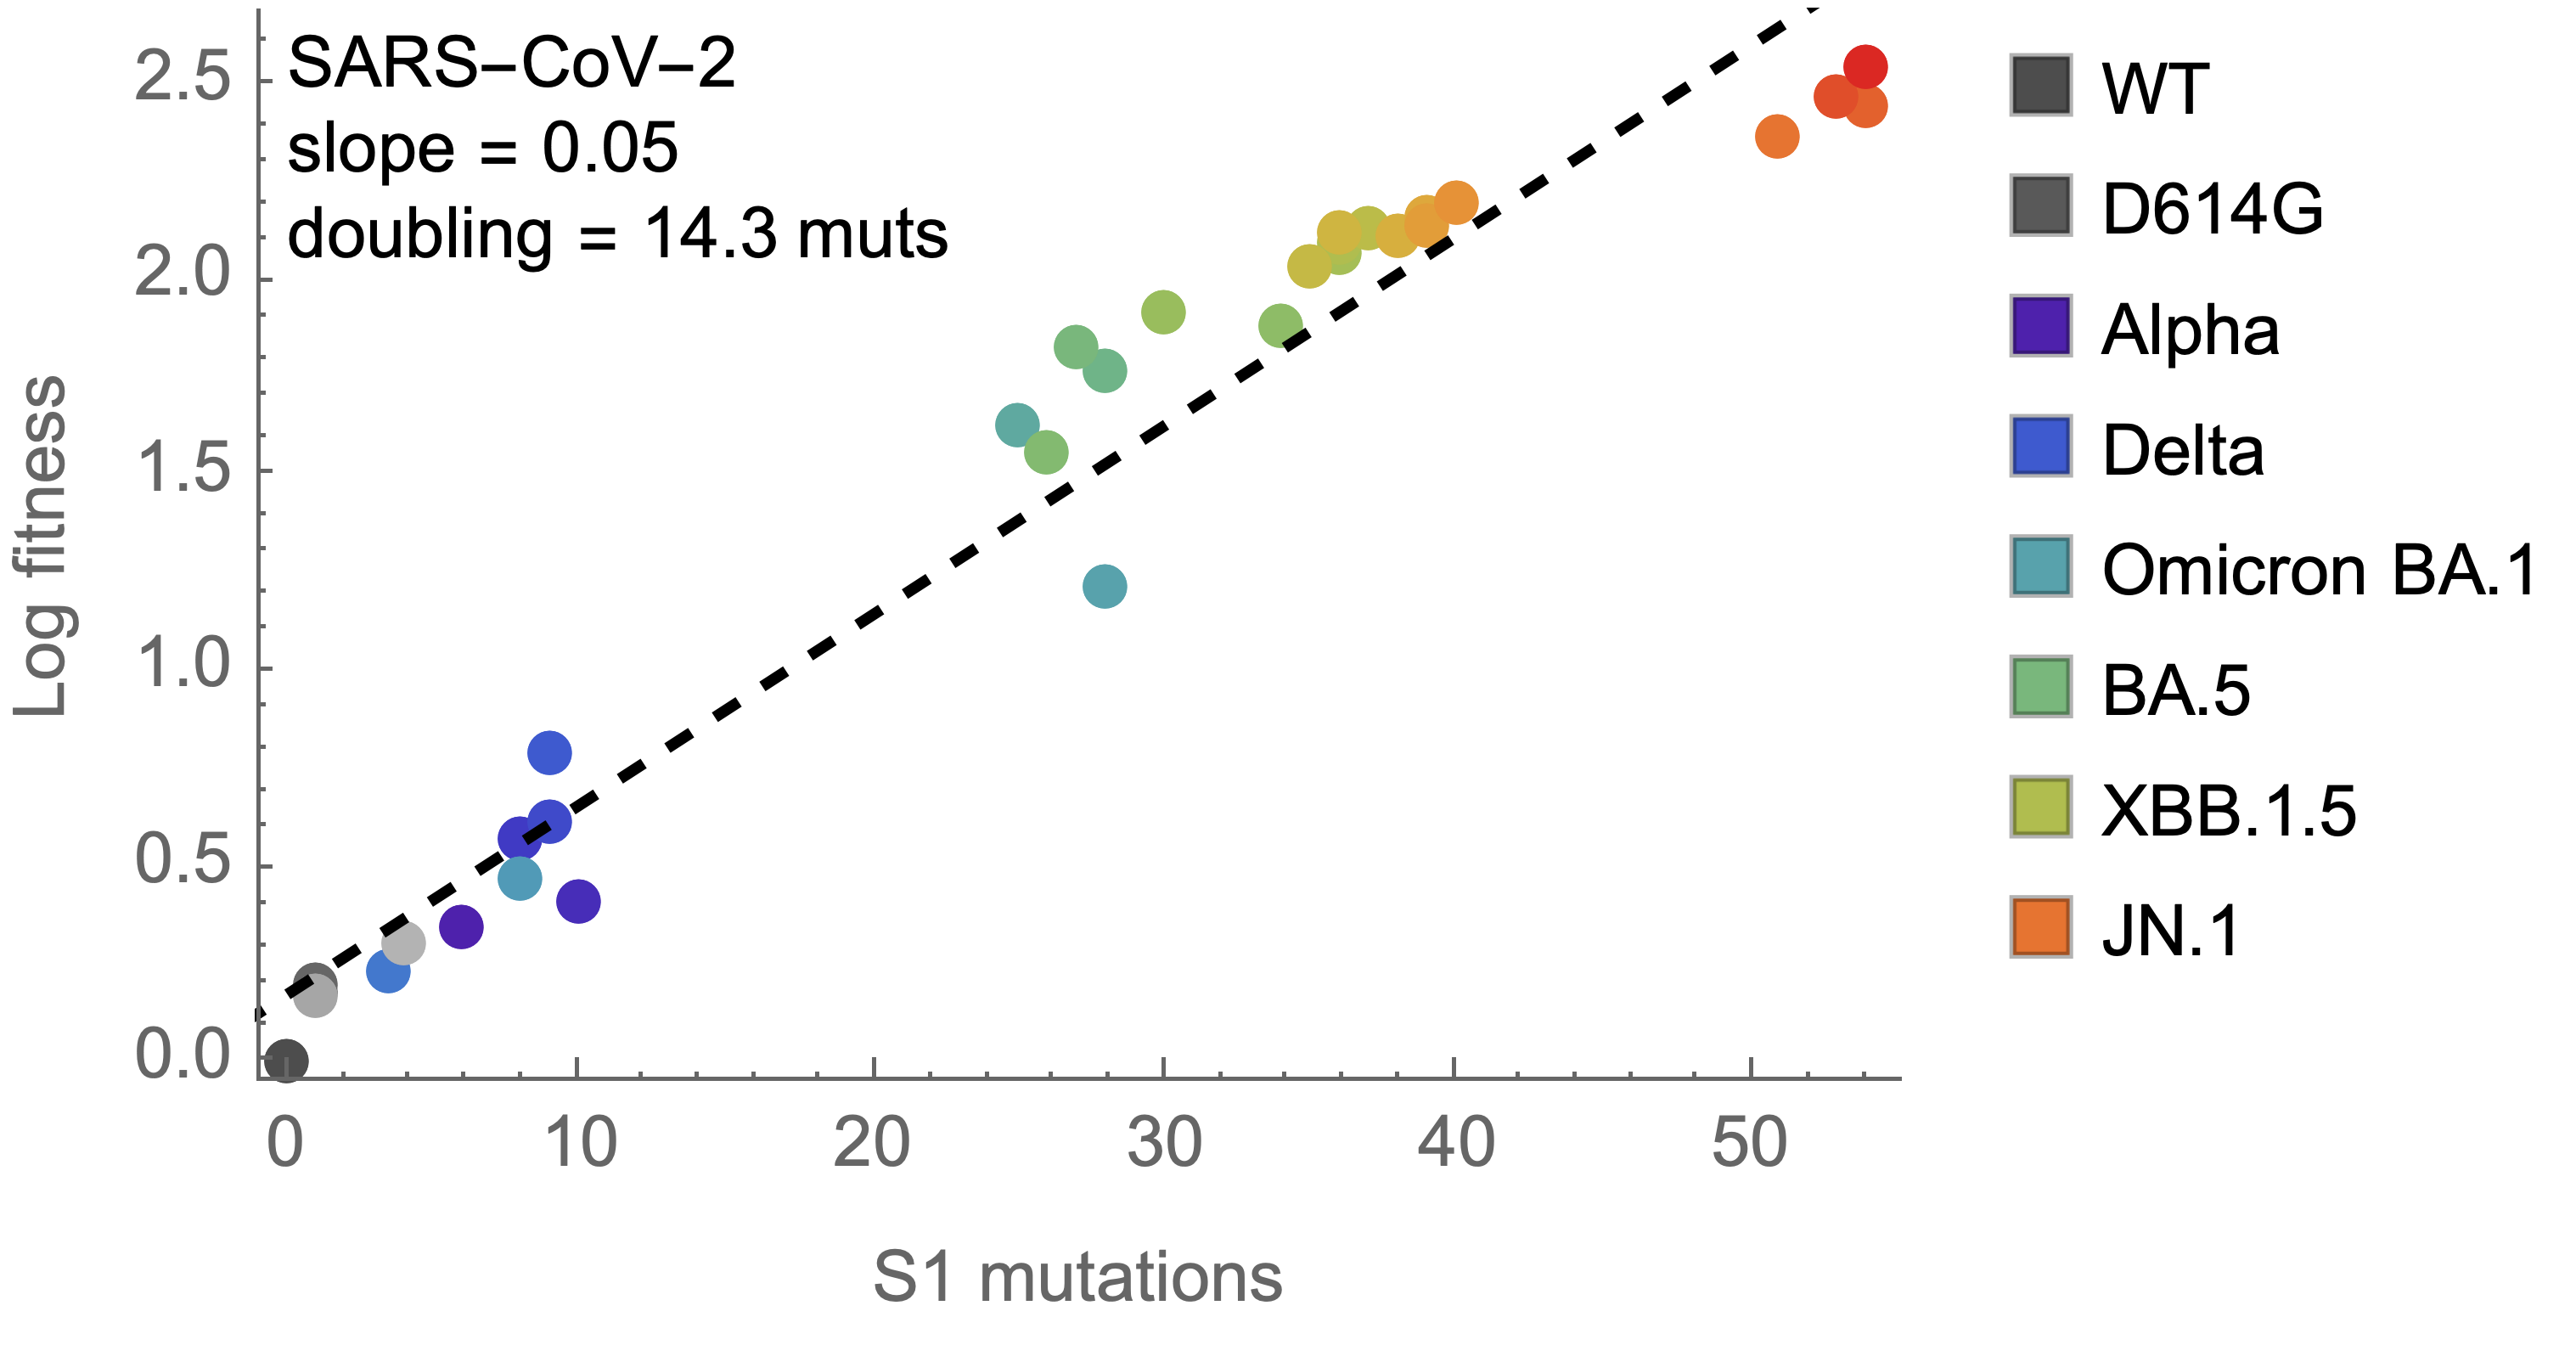 SARS−CoV−2
slope = 0.05
doubling = 14.3 muts
Log fitness
2.5
2.0
1.5
1.0
0.5
0.0
0 10 20 30 40 50
S1 mutations
WT
D614G
Alpha
Delta
Omicron BA.1
BA.5
XBB.1.5
JN.1